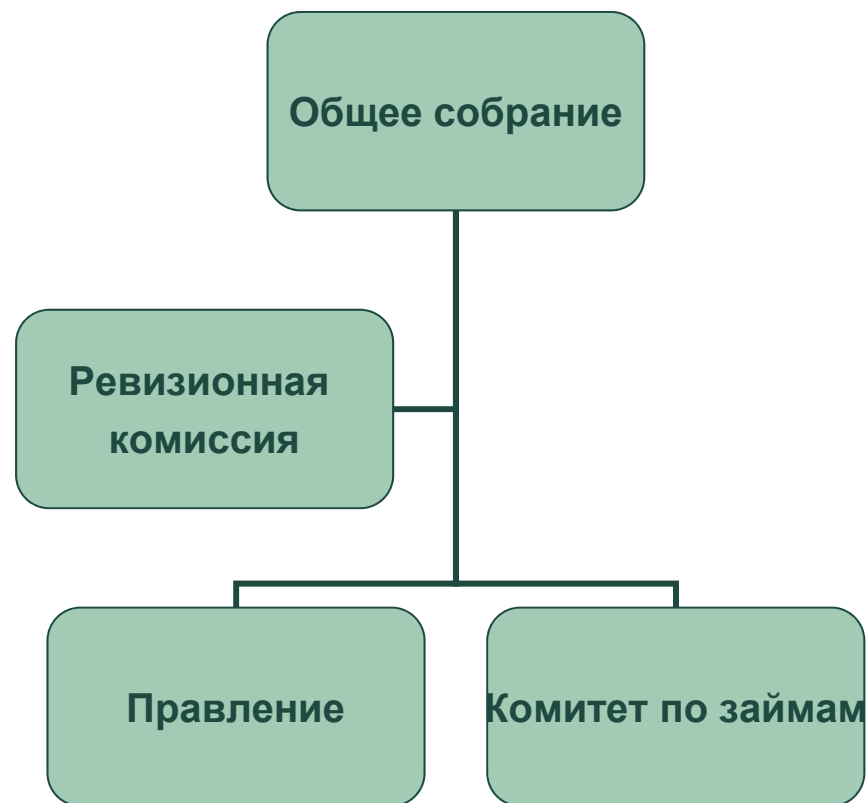 Общее собрание
Ревизионная
комиссия
Правление
Комитет по займам